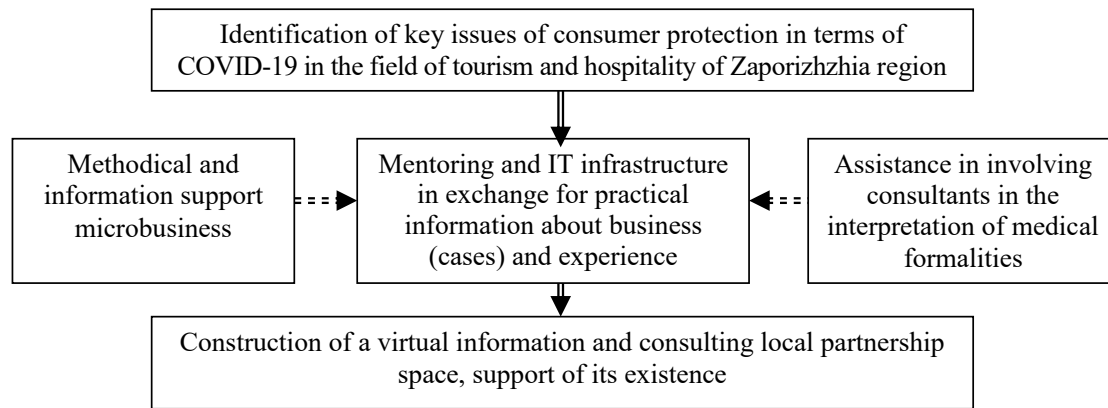 Identification of key issues of consumer protection in terms of
COVID-19 in the field of tourism and hospitality of Zaporizhzhia region
Methodical and
information support
microbusiness
Mentoring and IT infrastructure
in exchange for practical
information about business
(cases) and experience
Assistance in involving
consultants in the
interpretation of medical
formalities
Construction of a virtual information and consulting local partnership
space, support of its existence